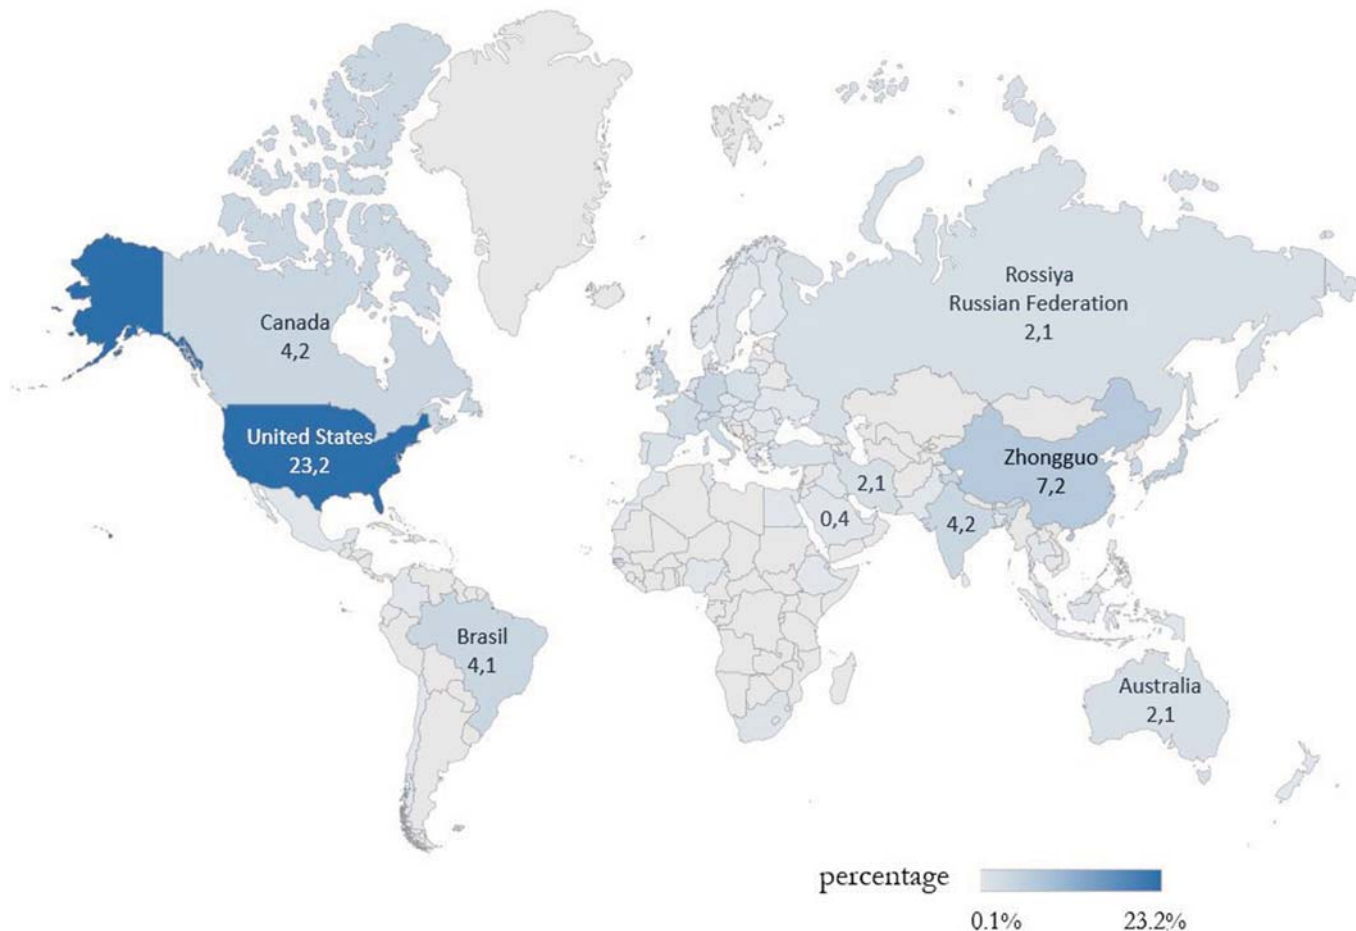 Canada
4,2
United States
23,2
Brasil
4,1
Rossiya
Russian Federation
2,1
Zhongguo
7,2
2,1
0,4
4,2
Australia
2,1
percentage
0.1%
23.2%